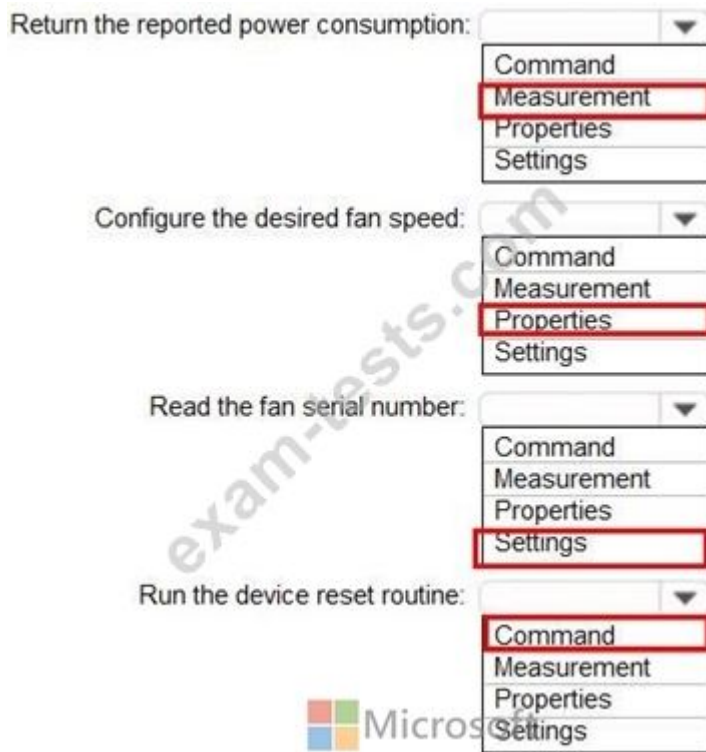 Return the reported power consumption:
Command
Measurement
Properties
Settings
Configure the desired fan speed:
Command
Measurement
Properties
Settings
Read the fan serial number:
Command
Measurement
Properties
Settings
Run the device reset routine:
Command
Measurement
Properties
Settings
Microsoft
exam-tests.com